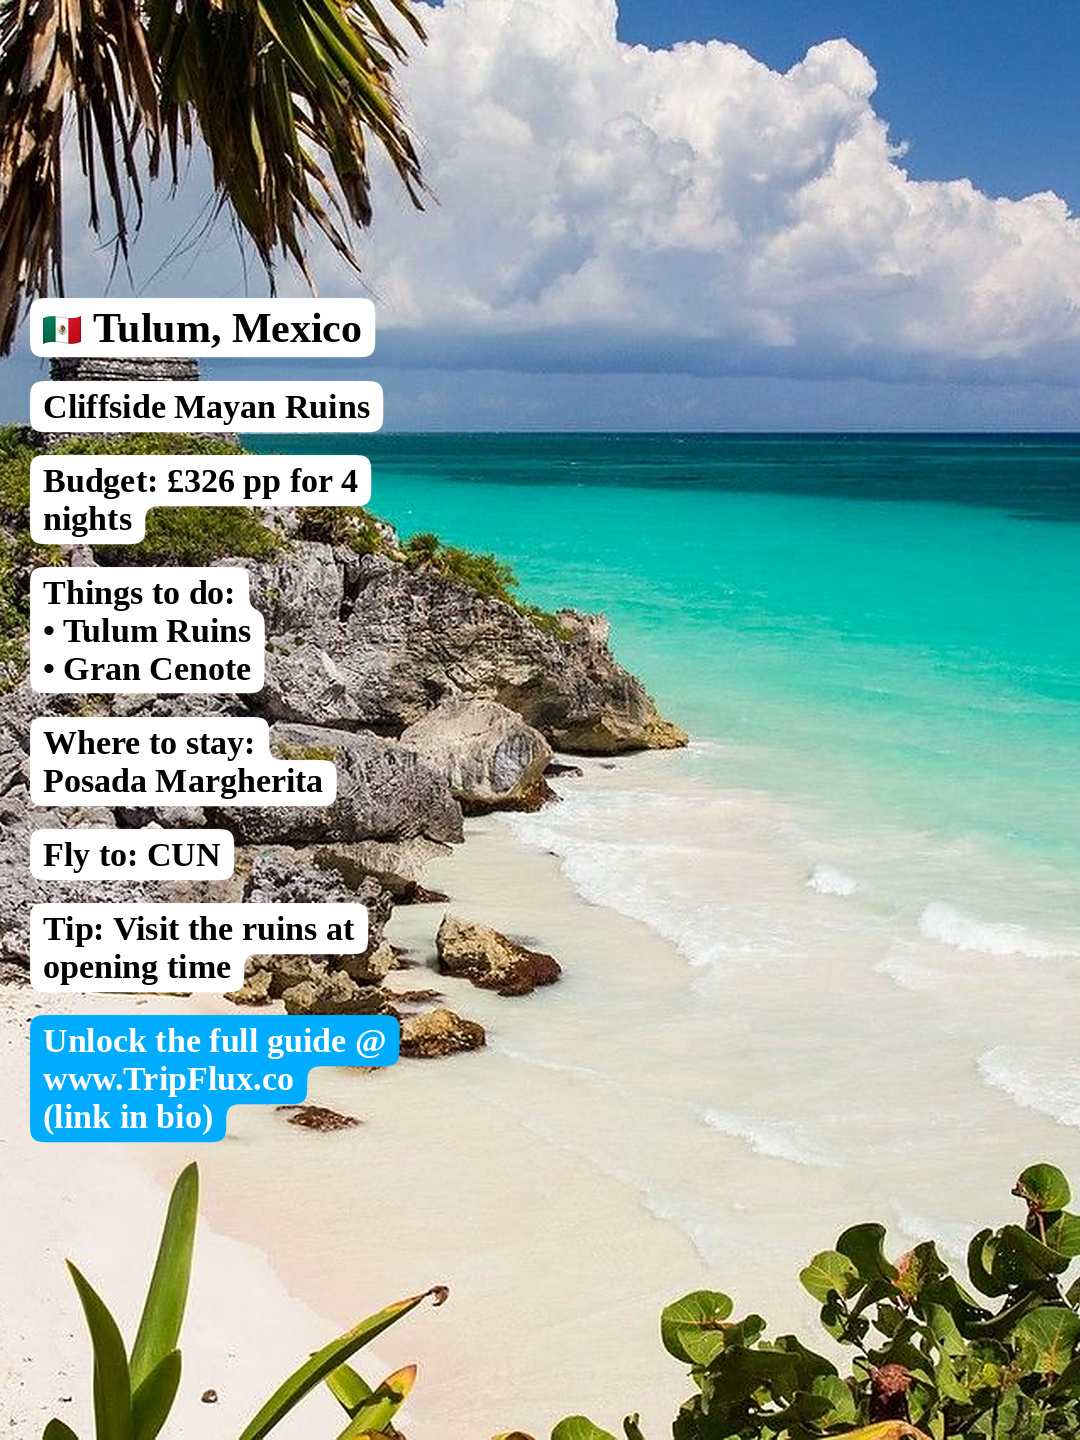 🇲🇽 Tulum, Mexico
Cliffside Mayan Ruins
Budget: £326 pp for 4
nights
Things to do:
• Tulum Ruins
• Gran Cenote
Where to stay:
Posada Margherita
Fly to: CUN
Tip: Visit the ruins at
opening time
Unlock the full guide @
www.TripFlux.co
(link in bio)